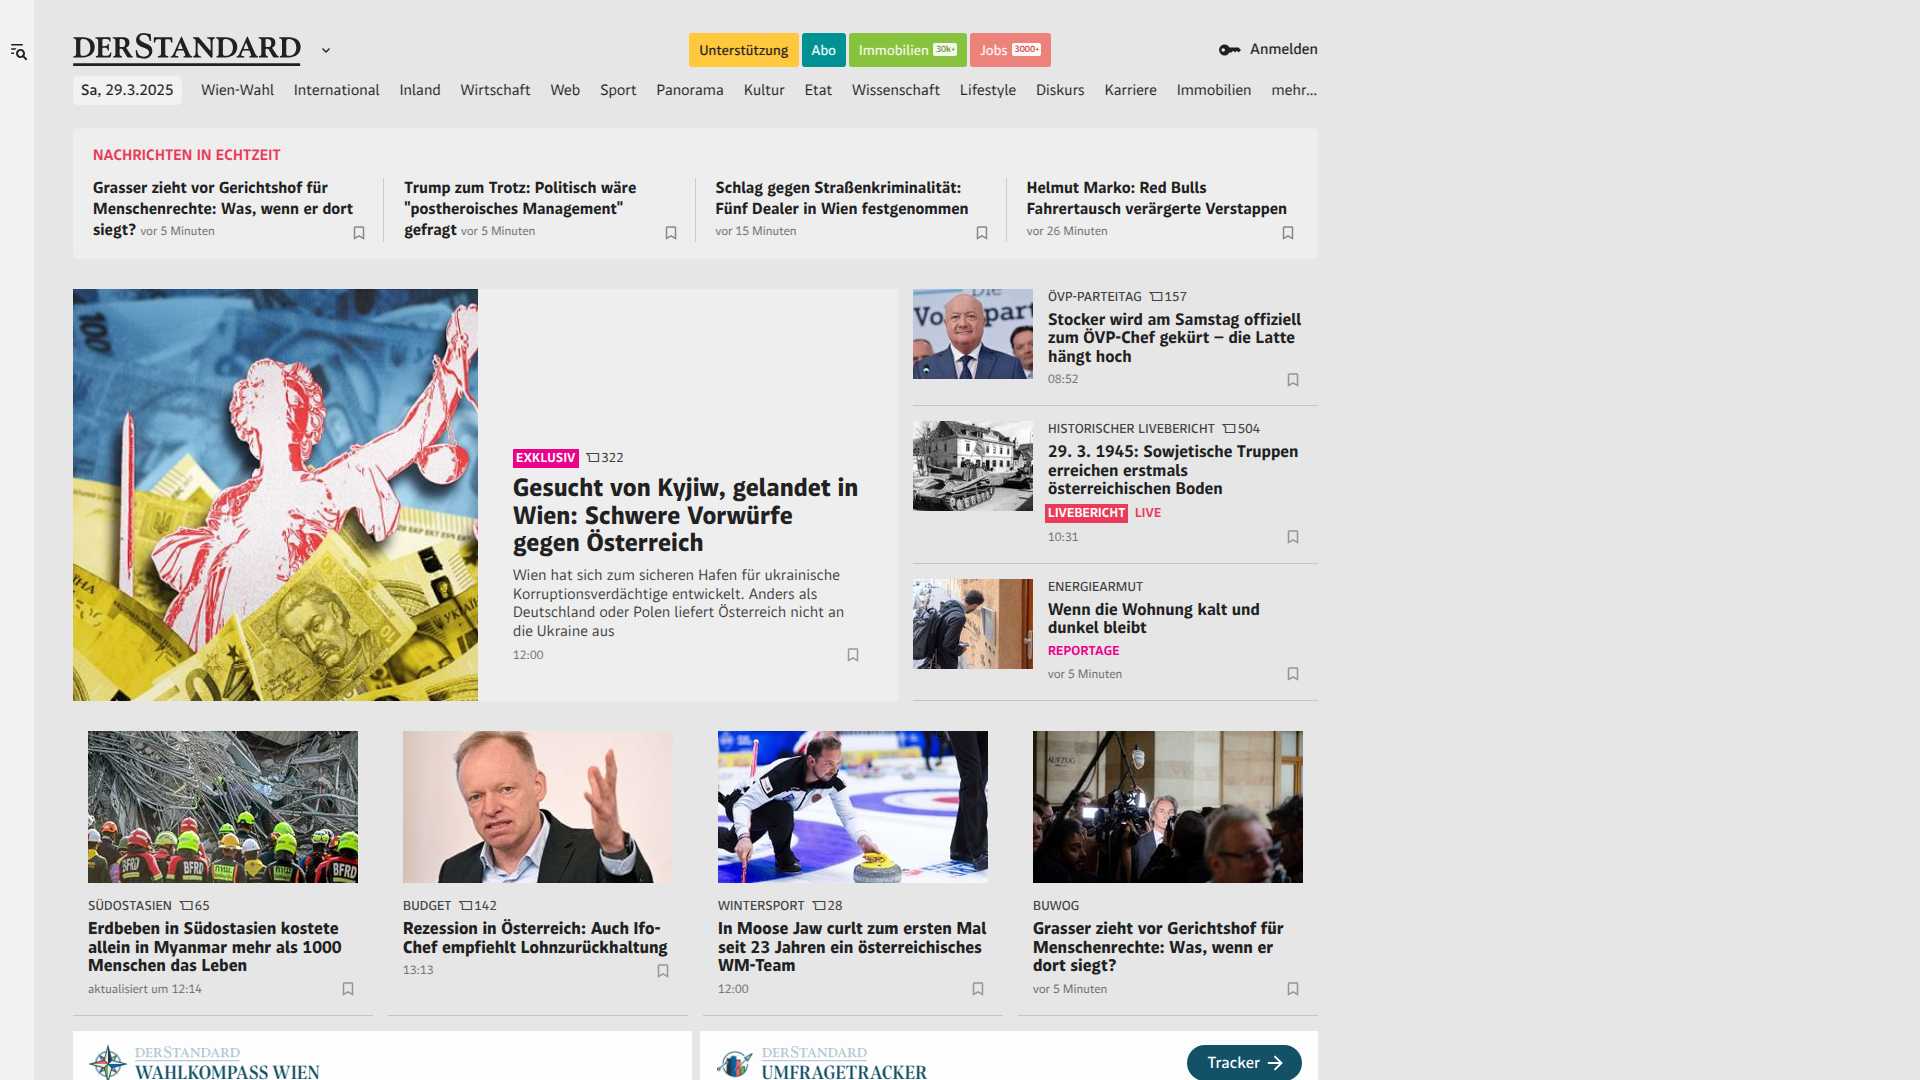 DERSTANDARD
Unterstützung
Abo
Immobilien 30k+
Jobs 3000+
Anmelden
Sa, 29.3.2025
Wien-Wahl
International
Inland
Wirtschaft
Web
Sport
Panorama
Kultur
Etat
Wissenschaft
Lifestyle
Diskurs
Karriere
Immobilien
mehr...
NACHRICHTEN IN ECHTZEIT
Grasser zieht vor Gerichtshof für
Menschenrechte: Was, wenn er dort
siegt? vor 5 Minuten
Trump zum Trotz: Politisch wäre
"postheroisches Management"
gefragt vor 5 Minuten
Schlag gegen Straßenkriminalität:
Fünf Dealer in Wien festgenommen
vor 15 Minuten
Helmut Marko: Red Bulls
Fahrertausch verärgerte Verstappen
vor 26 Minuten
EXKLUSIV 322
Gesucht von Kyjiw, gelandet in
Wien: Schwere Vorwürfe
gegen Österreich
Wien hat sich zum sicheren Hafen für ukrainische
Korruptionsverdächtige entwickelt. Anders als
Deutschland oder Polen liefert Österreich nicht an
die Ukraine aus
12:00
ÖVP-PARTEITAG 157
Stocker wird am Samstag offiziell
zum ÖVP-Chef gekürt – die Latte
hängt hoch
08:52
HISTORISCHER LIVEBERICHT 504
29. 3. 1945: Sowjetische Truppen
erreichen erstmals
österreichischen Boden
LIVEBERICHT LIVE
10:31
ENERGIEARMUT
Wenn die Wohnung kalt und
dunkel bleibt
REPORTAGE
vor 5 Minuten
BFRD
BFRD
BFRD
SÜDOSTASIEN 65
Erdbeben in Südostasien kostete
allein in Myanmar mehr als 1000
Menschen das Leben
aktualisiert um 12:14
BUDGET 142
Rezession in Österreich: Auch Ifo-
Chef empfiehlt Lohnzurückhaltung
13:13
WINTERSPORT 28
In Moose Jaw curlt zum ersten Mal
seit 23 Jahren ein österreichisches
WM-Team
12:00
AUFZUG
BUWOG
Grasser zieht vor Gerichtshof für
Menschenrechte: Was, wenn er
dort siegt?
vor 5 Minuten
DERSTANDARD
WAHLKOMPASS WIEN
DERSTANDARD
UMFRAGETRACKER
Tracker